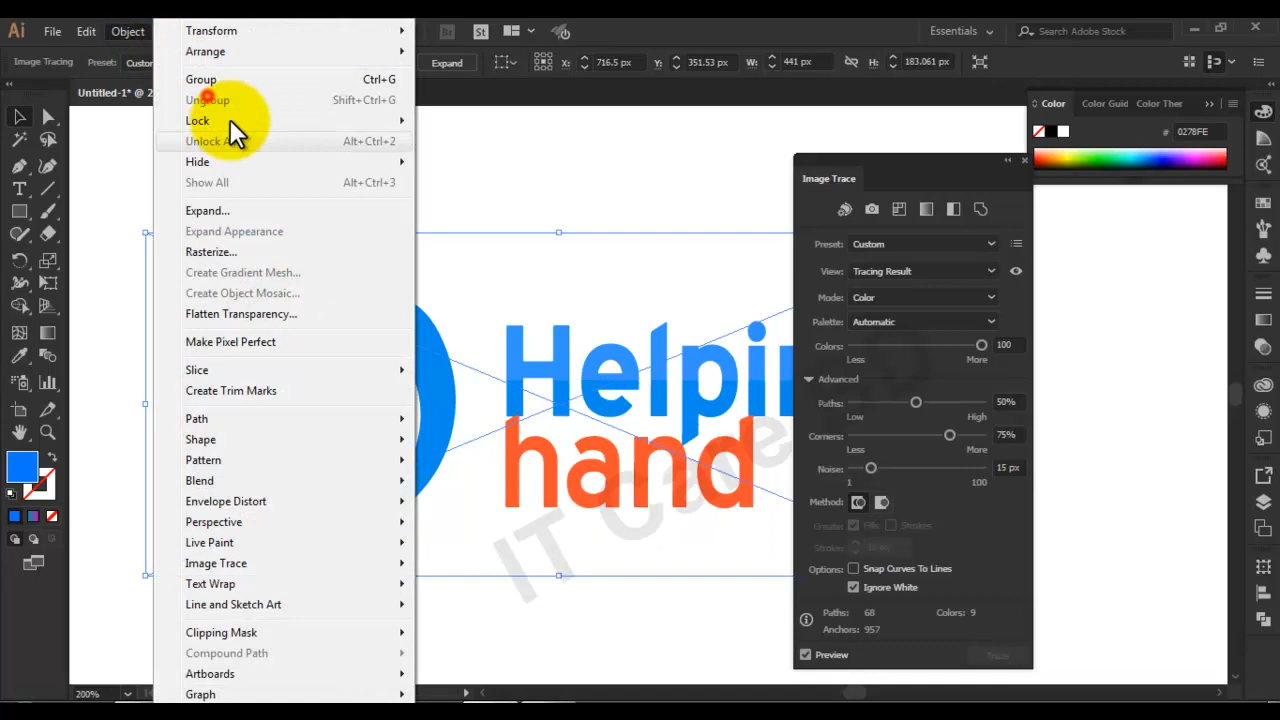 Ai File Edit Object Br St Essentials Search Adobe Stock
Image Tracing Preset: Custom Expand X: 716.5 px Y: 351.53 px W: 441 px H: 183.061 px
Untitled-1* @ 2
Transform
Arrange
Group Ctrl+G
Ungroup Shift+Ctrl+G
Lock
Unlock A Alt+Ctrl+2
Hide
Show All Alt+Ctrl+3
Expand...
Expand Appearance
Rasterize...
Create Gradient Mesh...
Create Object Mosaic...
Flatten Transparency...
Make Pixel Perfect
Slice
Create Trim Marks
Path
Shape
Pattern
Blend
Envelope Distort
Perspective
Live Paint
Image Trace
Text Wrap
Line and Sketch Art
Clipping Mask
Compound Path
Artboards
Graph
Helpin
hand
IT Care
Color Color Guid Color Ther
# 0278FE
Image Trace
Preset: Custom
View: Tracing Result
Mode: Color
Palette: Automatic
Colors: 100
Less More
Advanced
Paths: 50%
Low High
Corners: 75%
Less More
Noise: 15 px
1 100
Method:
Create: Fills Strokes
Stroke:
Options: Snap Curves To Lines
Ignore White
Paths: 68 Colors: 9
Anchors: 957
Preview Trace
200%